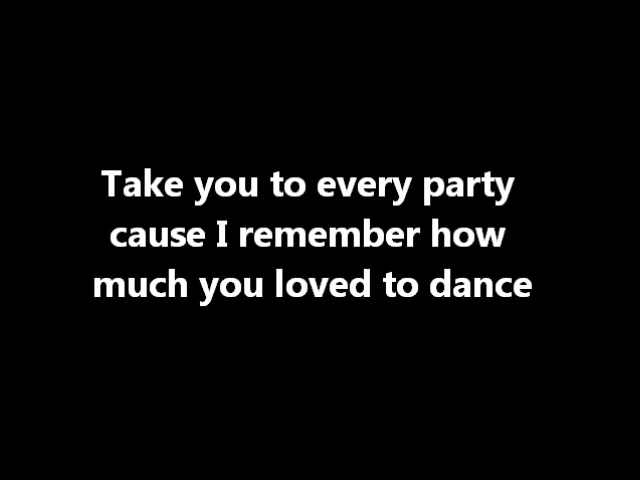 Take you to every party
cause I remember how
much you loved to dance